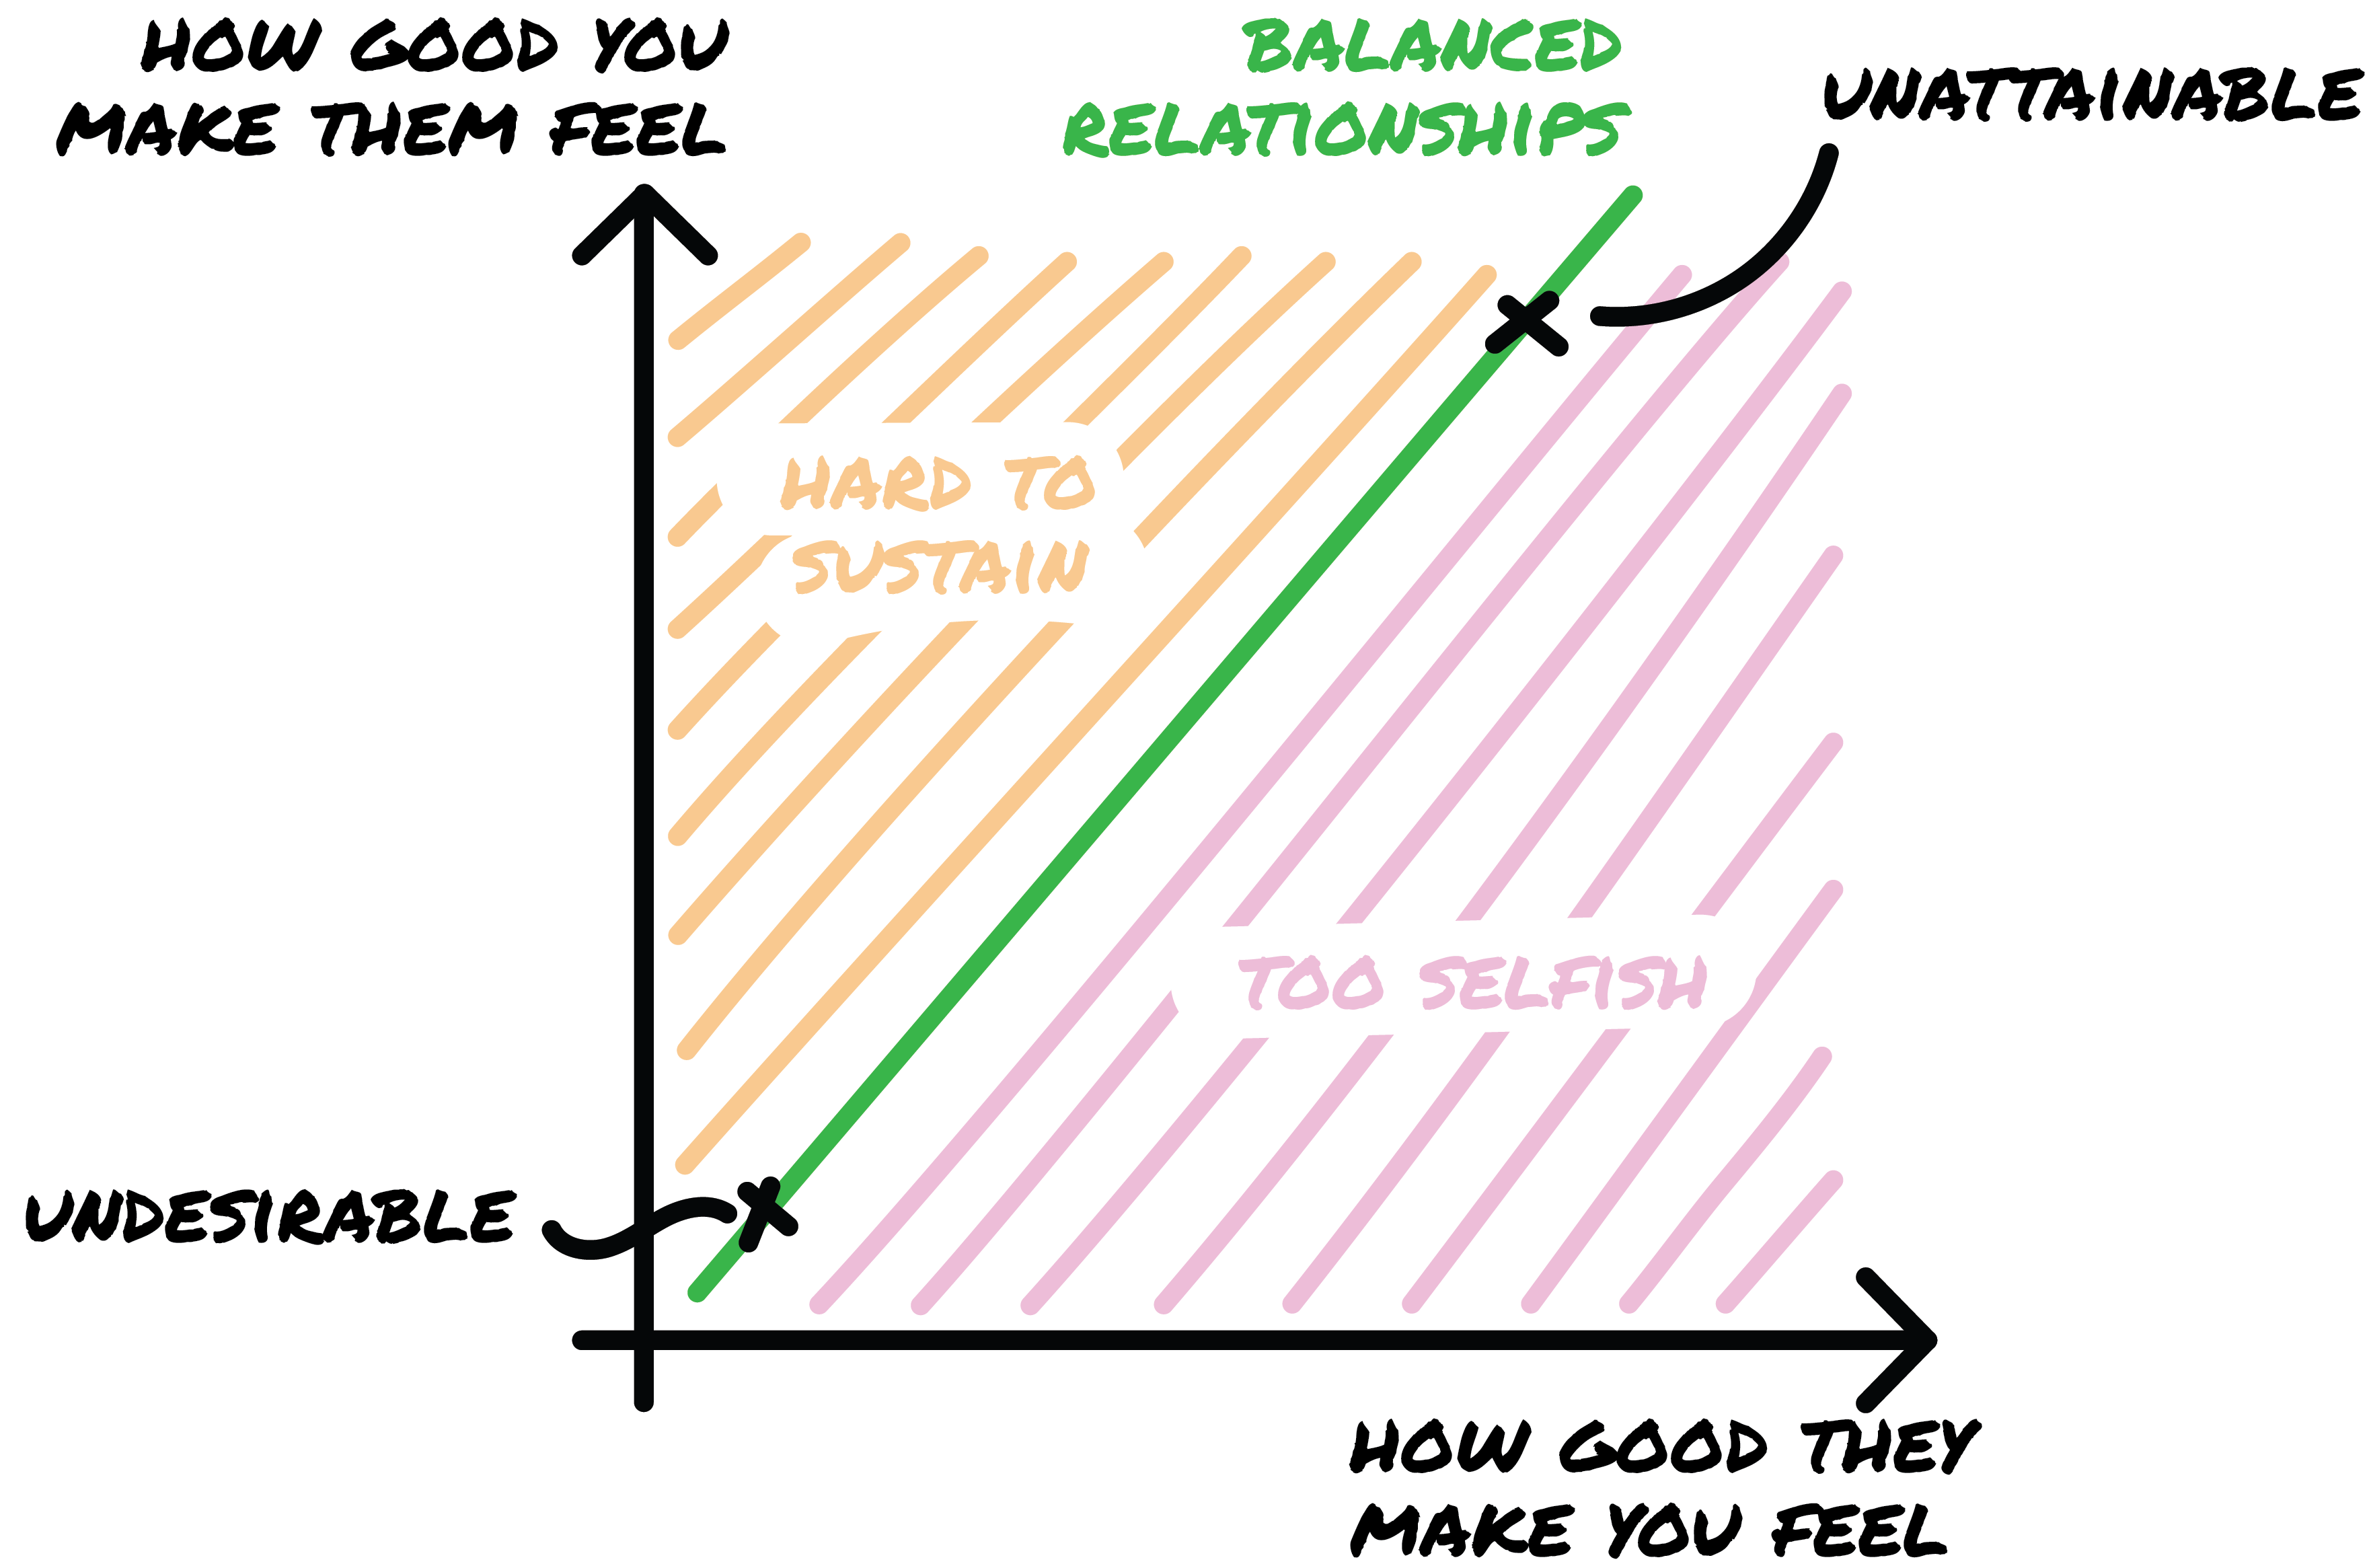 HOW GOOD YOU
MAKE THEM FEEL
BALANCED
RELATIONSHIPS
UNATTAINABLE
HARD TO
SUSTAIN
TOO SELFISH
UNDESIRABLE
HOW GOOD THEY
MAKE YOU FEEL